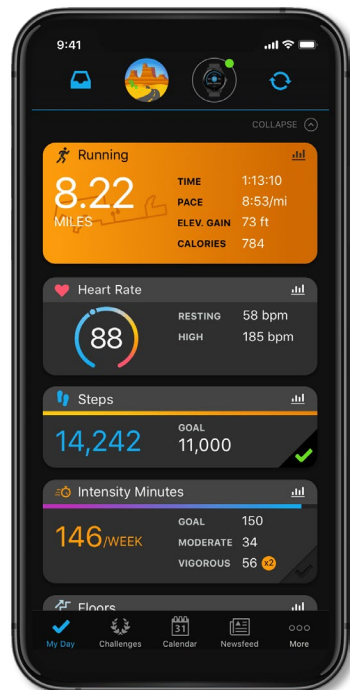 9:41
COLLAPSE
Running
8.22
MILES
TIME 1:13:10
PACE 8:53/mi
ELEV. GAIN 73 ft
CALORIES 784
Heart Rate
88
RESTING 58 bpm
HIGH 185 bpm
Steps
14,242
GOAL
11,000
Intensity Minutes
146/WEEK
GOAL 150
MODERATE 34
VIGOROUS 56 x2
Floors
31
My Day Challenges Calendar Newsfeed More